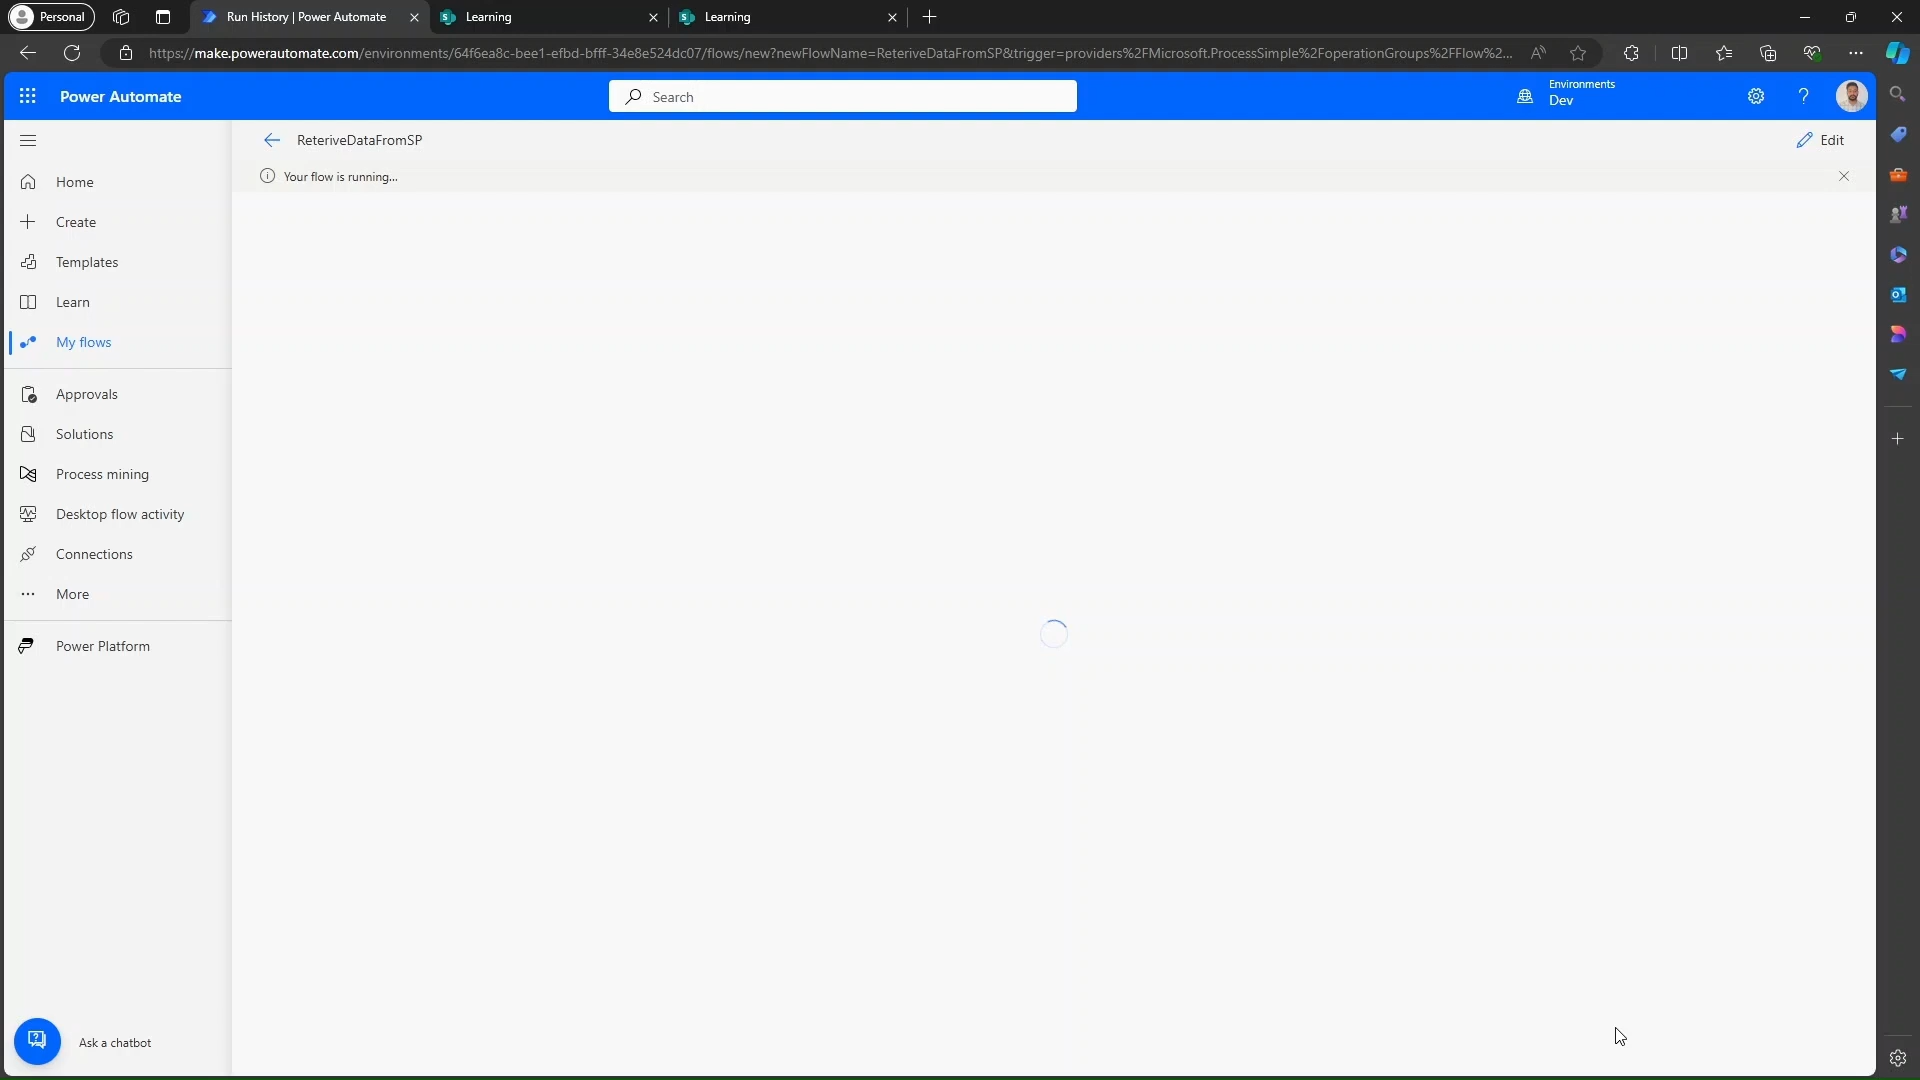 Personal
Run History | Power Automate
Learning
Learning
https://make.powerautomate.com/environments/64f6ea8c-bee1-efbd-bfff-34e8e524dc07/flows/new?newFlowName=ReteriveDataFromSP&trigger=providers%2FMicrosoft.ProcessSimple%2FoperationGroups%2FFlow%2...
Power Automate
Search
Environments
Dev
ReteriveDataFromSP
Edit
Your flow is running...
Home
Create
Templates
Learn
My flows
Approvals
Solutions
Process mining
Desktop flow activity
Connections
More
Power Platform
Ask a chatbot